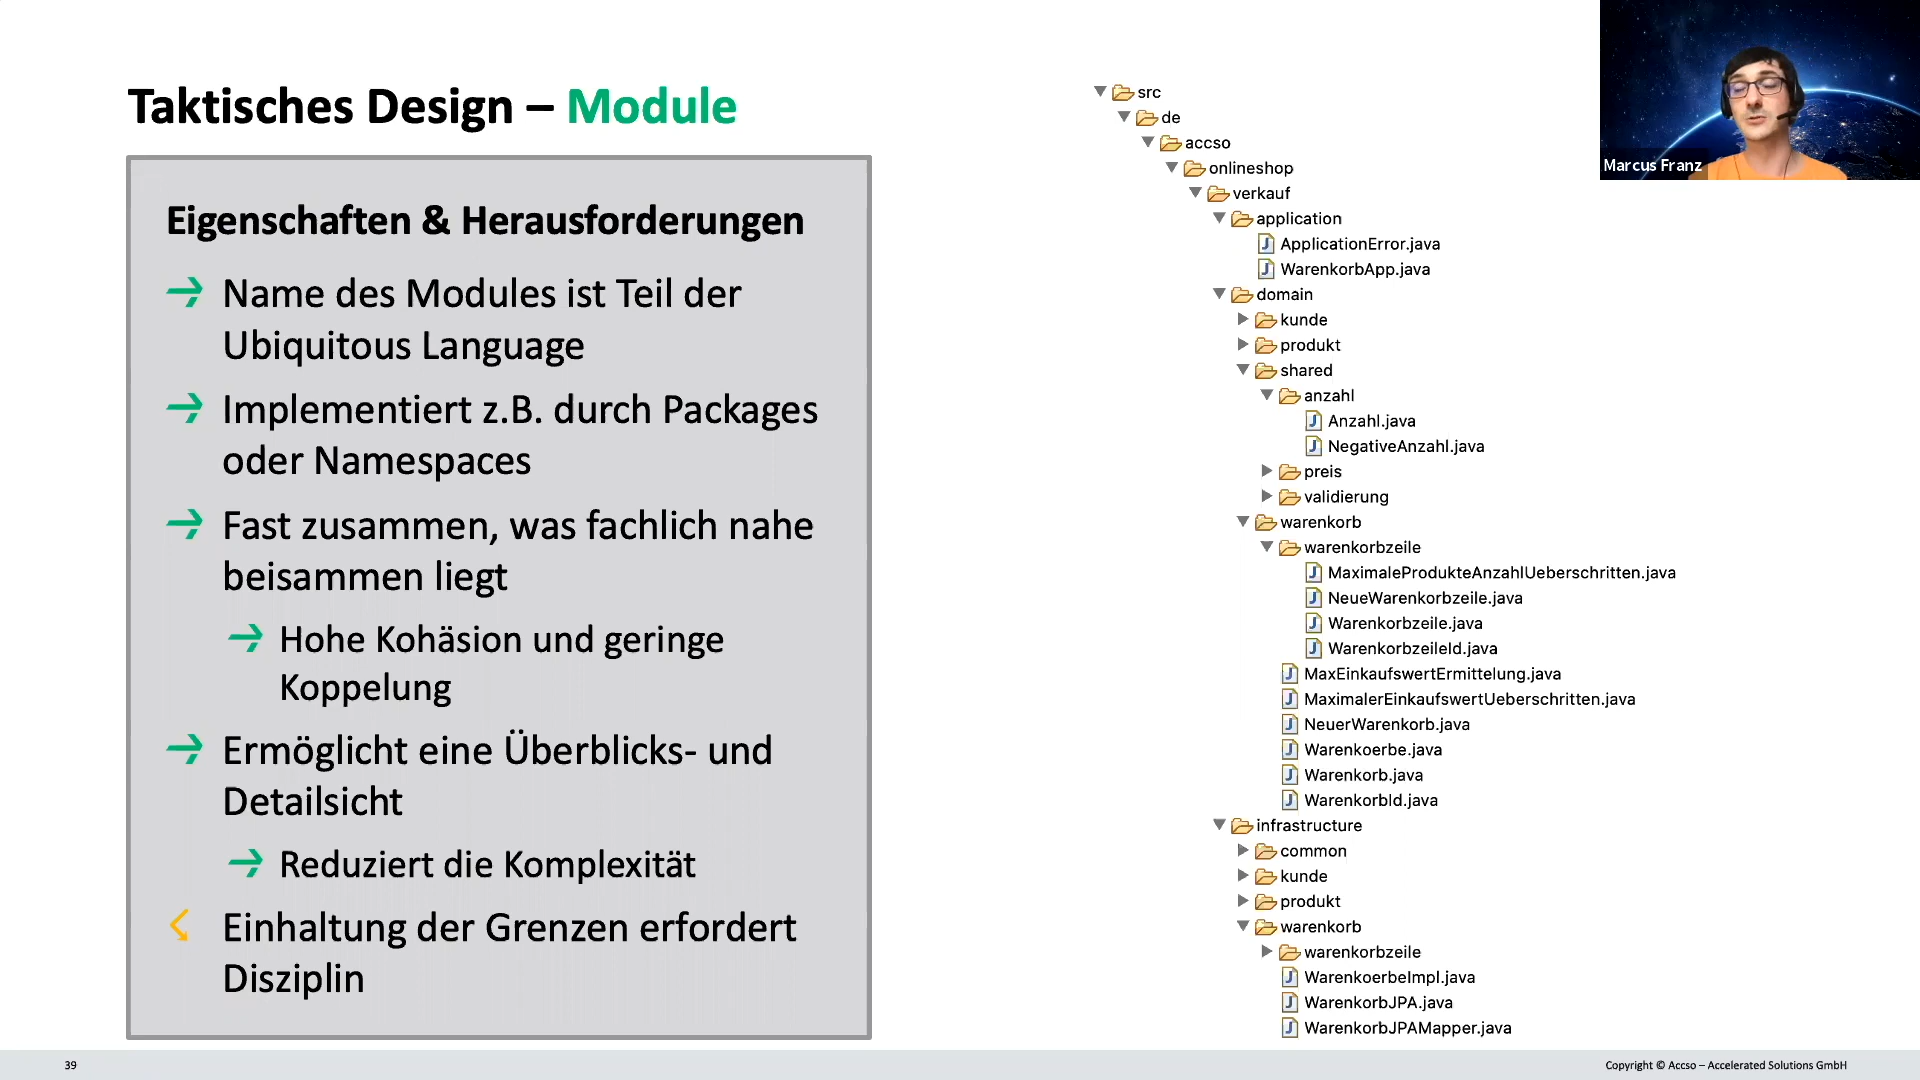 Taktisches Design – Module
Eigenschaften & Herausforderungen
Name des Modules ist Teil der
Ubiquitous Language
Implementiert z.B. durch Packages
oder Namespaces
Fast zusammen, was fachlich nahe
beisammen liegt
Hohe Kohäsion und geringe
Koppelung
Ermöglicht eine Überblicks- und
Detailsicht
Reduziert die Komplexität
Einhaltung der Grenzen erfordert
Disziplin
src
de
accso
onlineshop
verkauf
application
ApplicationError.java
WarenkorbApp.java
domain
kunde
produkt
shared
anzahl
Anzahl.java
NegativeAnzahl.java
preis
validierung
warenkorb
warenkorbzeile
MaximaleProdukteAnzahlUeberschritten.java
NeueWarenkorbzeile.java
Warenkorbzeile.java
WarenkorbzeileId.java
MaxEinkaufswertErmittelung.java
MaximalerEinkaufswertUeberschritten.java
NeuerWarenkorb.java
Warenkoerbe.java
Warenkorb.java
WarenkorbId.java
infrastructure
common
kunde
produkt
warenkorb
warenkorbzeile
WarenkoerbeImpl.java
WarenkorbJPA.java
WarenkorbJPAMapper.java
Marcus Franz
39
Copyright © Accso – Accelerated Solutions GmbH